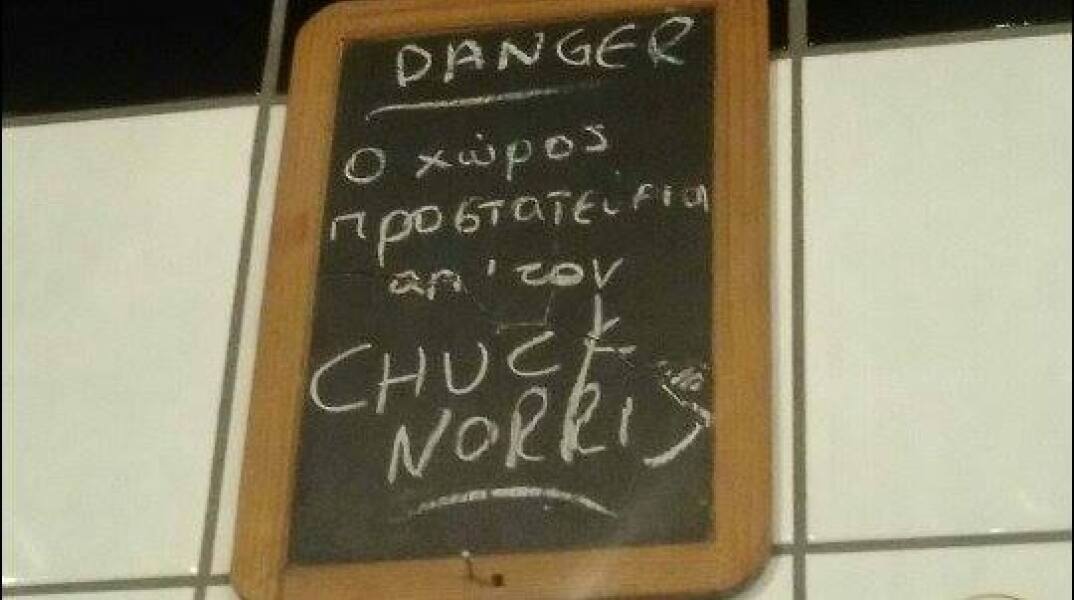 DANGER
Ο χώρος
προστατεύεται
απ' τον
CHUCK
NORRIS